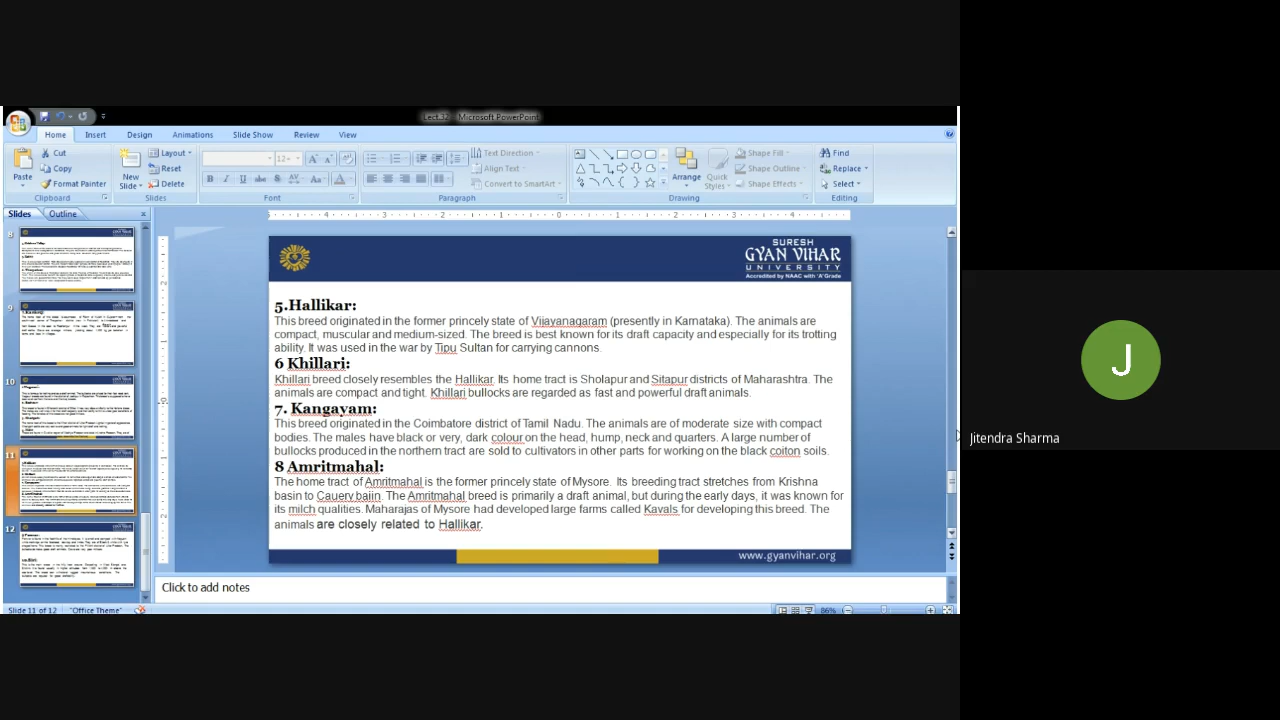 Lect.32 - Microsoft PowerPoint
Home Insert Design Animations Slide Show Review View
Cut
Copy
Format Painter
Paste
Clipboard
New
Slide
Layout
Reset
Delete
Slides
12
Font
Text Direction
Align Text
Convert to SmartArt
Paragraph
Arrange
Quick
Styles
Shape Fill
Shape Outline
Shape Effects
Drawing
Find
Replace
Select
Editing
Slides Outline
8
9
10
11
12
SURESH
GYAN VIHAR
UNIVERSITY
Accredited by NAAC with 'A' Grade
5.Hallikar:
This breed originated in the former princely state of Vijayanagaram (presently in Karnataka). The animals are
compact, muscular and medium-sized. The breed is best known for its draft capacity and especially for its trotting
ability. It was used in the war by Tipu Sultan for carrying cannons.
6 Khillari:
Khillari breed closely resembles the Hallikar. Its home tract is Sholapur and Sitapur districts of Maharashtra. The
animals are compact and tight. Khillari bullocks are regarded as fast and powerful draft animals.
7. Kangayam:
This breed originated in the Coimbatore district of Tamil Nadu. The animals are of moderate size with compact
bodies. The males have black or very, dark colour on the head, hump, neck and quarters. A large number of
bullocks produced in the northern tract are sold to cultivators in other parts for working on the black coiton soils.
8 Amritmahal:
The home tract of Amritmahal is the former princely state of Mysore. Its breeding tract stretches from Krishna
basin to Cauery bajin. The Amritmahal is predominantly a draft animal, but during the early days, it was known for
its milch qualities. Maharajas of Mysore had developed large farms called Kavals for developing this breed. The
animals are closely related to Hallikar.
www.gyanvihar.org
Click to add notes
Slide 11 of 12 "Office Theme" 86%
J
Jitendra Sharma